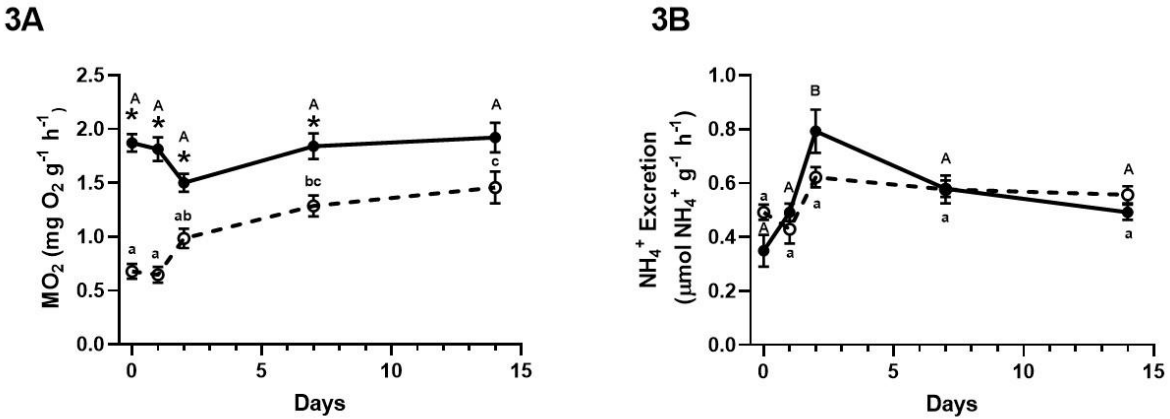 3A
MO₂ (mg O₂ g⁻¹ h⁻¹)
2.5
2.0
1.5
1.0
0.5
0.0
A
*
A
*
A
*
A
*
A
a
a
ab
bc
c
0
5
10
15
Days
3B
NH₄⁺ Excretion
(µmol NH₄⁺ g⁻¹ h⁻¹)
1.0
0.8
0.6
0.4
0.2
0.0
a
A
A
a
B
a
A
a
A
a
0
5
10
15
Days